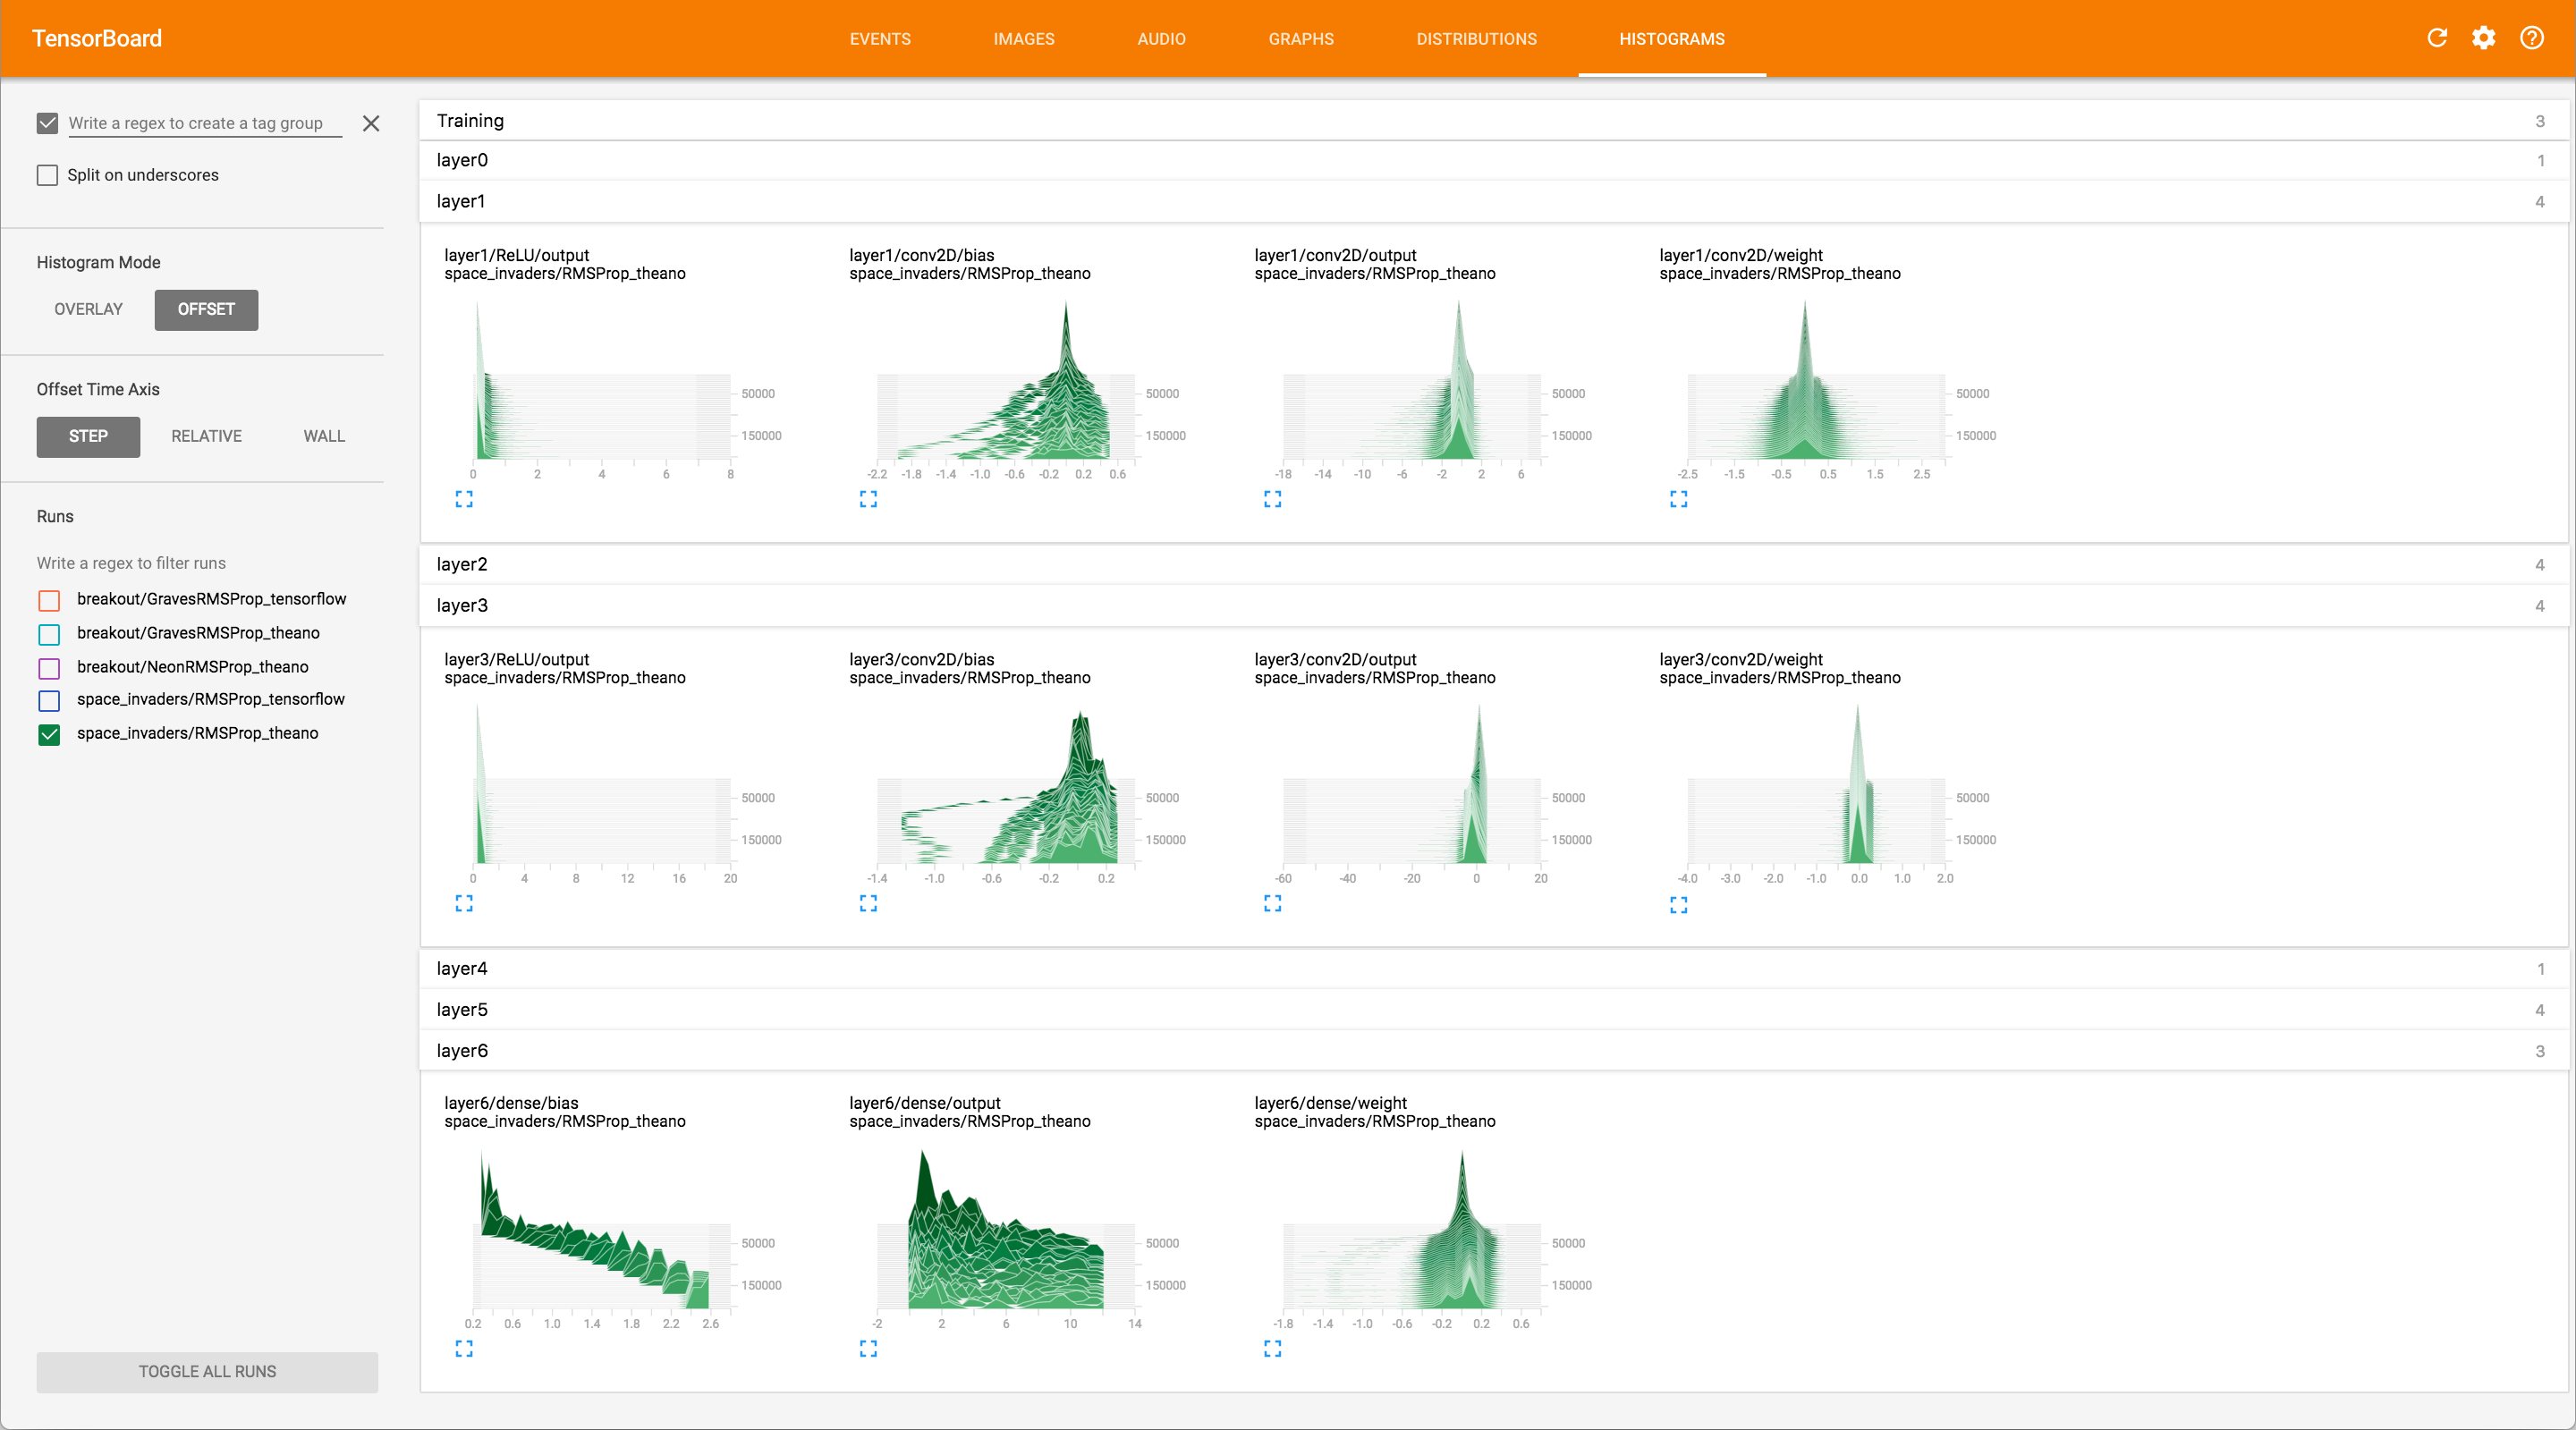 TensorBoard
EVENTS IMAGES AUDIO GRAPHS DISTRIBUTIONS HISTOGRAMS
Write a regex to create a tag group
Split on underscores
Histogram Mode
OVERLAY OFFSET
Offset Time Axis
STEP RELATIVE WALL
Runs
Write a regex to filter runs
breakout/GravesRMSProp_tensorflow
breakout/GravesRMSProp_theano
breakout/NeonRMSProp_theano
space_invaders/RMSProp_tensorflow
space_invaders/RMSProp_theano
TOGGLE ALL RUNS
Training 3
layer0 1
layer1 4
layer1/ReLU/output
space_invaders/RMSProp_theano
50000
150000
0 2 4 6 8
layer1/conv2D/bias
space_invaders/RMSProp_theano
50000
150000
-2.2 -1.8 -1.4 -1.0 -0.6 -0.2 0.2 0.6
layer1/conv2D/output
space_invaders/RMSProp_theano
50000
150000
-18 -14 -10 -6 -2 2 6
layer1/conv2D/weight
space_invaders/RMSProp_theano
50000
150000
-2.5 -1.5 -0.5 0.5 1.5 2.5
layer2 4
layer3 4
layer3/ReLU/output
space_invaders/RMSProp_theano
50000
150000
0 4 8 12 16 20
layer3/conv2D/bias
space_invaders/RMSProp_theano
50000
150000
-1.4 -1.0 -0.6 -0.2 0.2
layer3/conv2D/output
space_invaders/RMSProp_theano
50000
150000
-60 -40 -20 0 20
layer3/conv2D/weight
space_invaders/RMSProp_theano
50000
150000
-4.0 -3.0 -2.0 -1.0 0.0 1.0 2.0
layer4 1
layer5 4
layer6 3
layer6/dense/bias
space_invaders/RMSProp_theano
50000
150000
0.2 0.6 1.0 1.4 1.8 2.2 2.6
layer6/dense/output
space_invaders/RMSProp_theano
50000
150000
-2 2 6 10 14
layer6/dense/weight
space_invaders/RMSProp_theano
50000
150000
-1.8 -1.4 -1.0 -0.6 -0.2 0.2 0.6